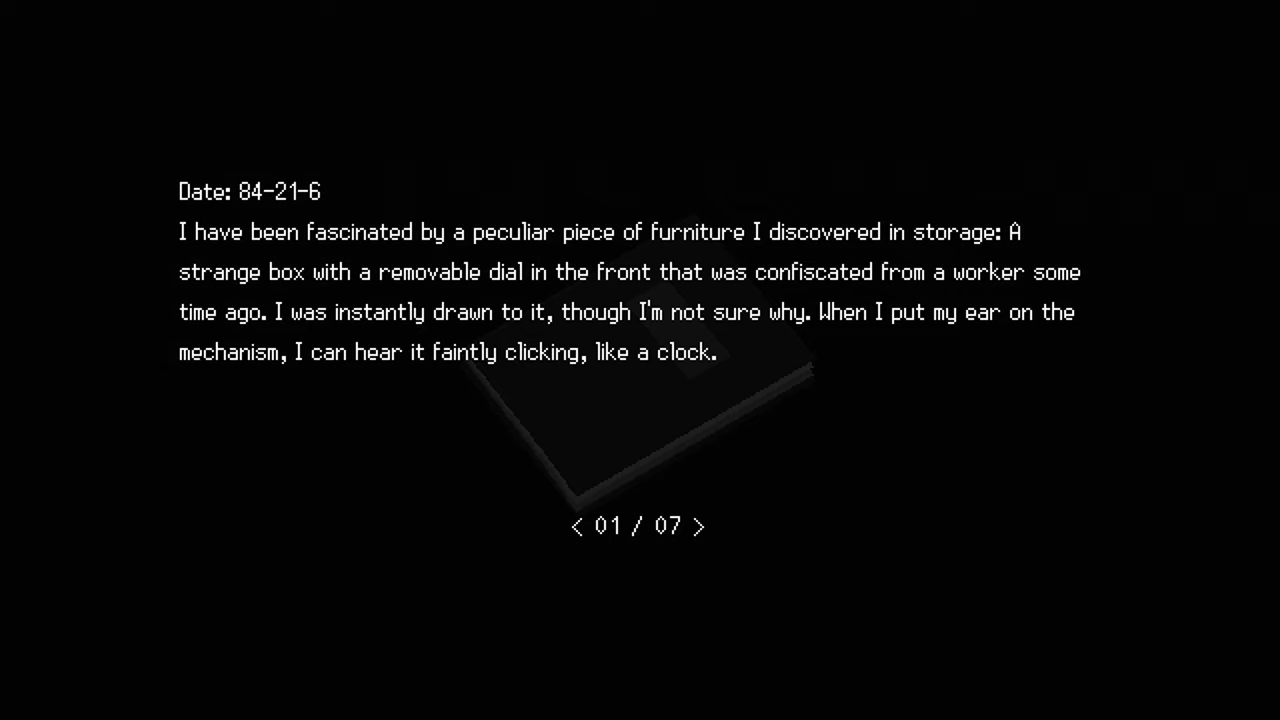 Date: 84-21-6
I have been fascinated by a peculiar piece of furniture I discovered in storage: A
strange box with a removable dial in the front that was confiscated from a worker some
time ago. I was instantly drawn to it, though I'm not sure why. When I put my ear on the
mechanism, I can hear it faintly clicking, like a clock.
< 01 / 07 >